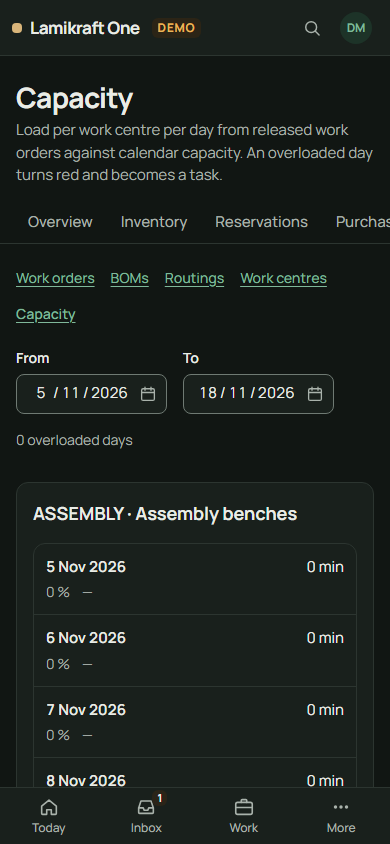 Lamikraft One DEMO DM
Capacity
Load per work centre per day from released work
orders against calendar capacity. An overloaded day
turns red and becomes a task.
Overview Inventory Reservations Purchas
Work orders BOMs Routings Work centres
Capacity
From To
5 / 11 / 2026 18 / 11 / 2026
0 overloaded days
ASSEMBLY · Assembly benches
5 Nov 2026 0 min
0 % —
6 Nov 2026 0 min
0 % —
7 Nov 2026 0 min
0 % —
8 Nov 2026 0 min
1
Today Inbox Work More